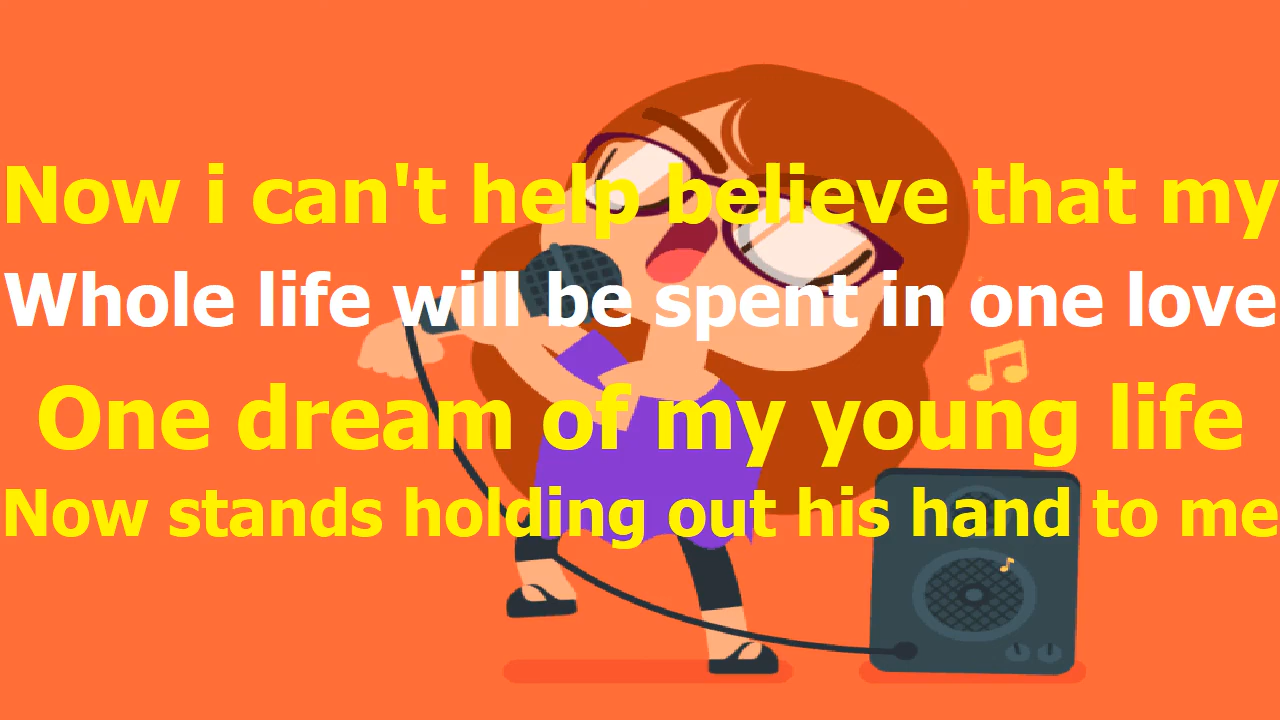 Now i can't help believe that my
Whole life will be spent in one love
One dream of my young life
Now stands holding out his hand to me